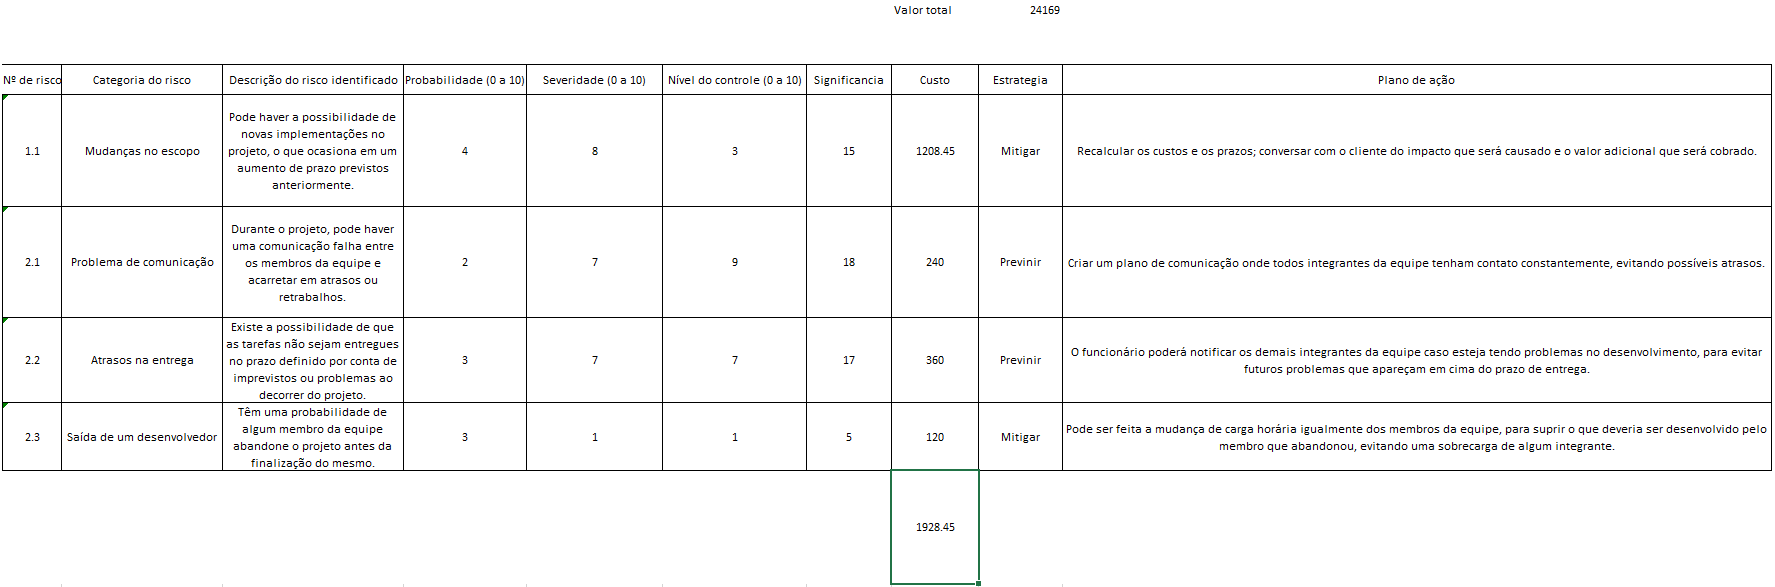 Valor total 24169
Nº de risco Categoria do risco Descrição do risco identificado Probabilidade (0 a 10) Severidade (0 a 10) Nível do controle (0 a 10) Significancia Custo Estrategia Plano de ação
1.1
Mudanças no escopo
Pode haver a possibilidade de
novas implementações no
projeto, o que ocasiona em um
aumento de prazo previstos
anteriormente.
4
8
3
15
1208.45
Mitigar
Recalcular os custos e os prazos; conversar com o cliente do impacto que será causado e o valor adicional que será cobrado.
2.1
Problema de comunicação
Durante o projeto, pode haver
uma comunicação falha entre
os membros da equipe e
acarretar em atrasos ou
retrabalhos.
2
7
9
18
240
Previnir
Criar um plano de comunicação onde todos integrantes da equipe tenham contato constantemente, evitando possíveis atrasos.
2.2
Atrasos na entrega
Existe a possibilidade de que
as tarefas não sejam entregues
no prazo definido por conta de
imprevistos ou problemas ao
decorrer do projeto.
3
7
7
17
360
Previnir
O funcionário poderá notificar os demais integrantes da equipe caso esteja tendo problemas no desenvolvimento, para evitar
futuros problemas que apareçam em cima do prazo de entrega.
2.3
Saída de um desenvolvedor
Têm uma probabilidade de
algum membro da equipe
abandone o projeto antes da
finalização do mesmo.
3
1
1
5
120
Mitigar
Pode ser feita a mudança de carga horária igualmente dos membros da equipe, para suprir o que deveria ser desenvolvido pelo
membro que abandonou, evitando uma sobrecarga de algum integrante.
1928.45